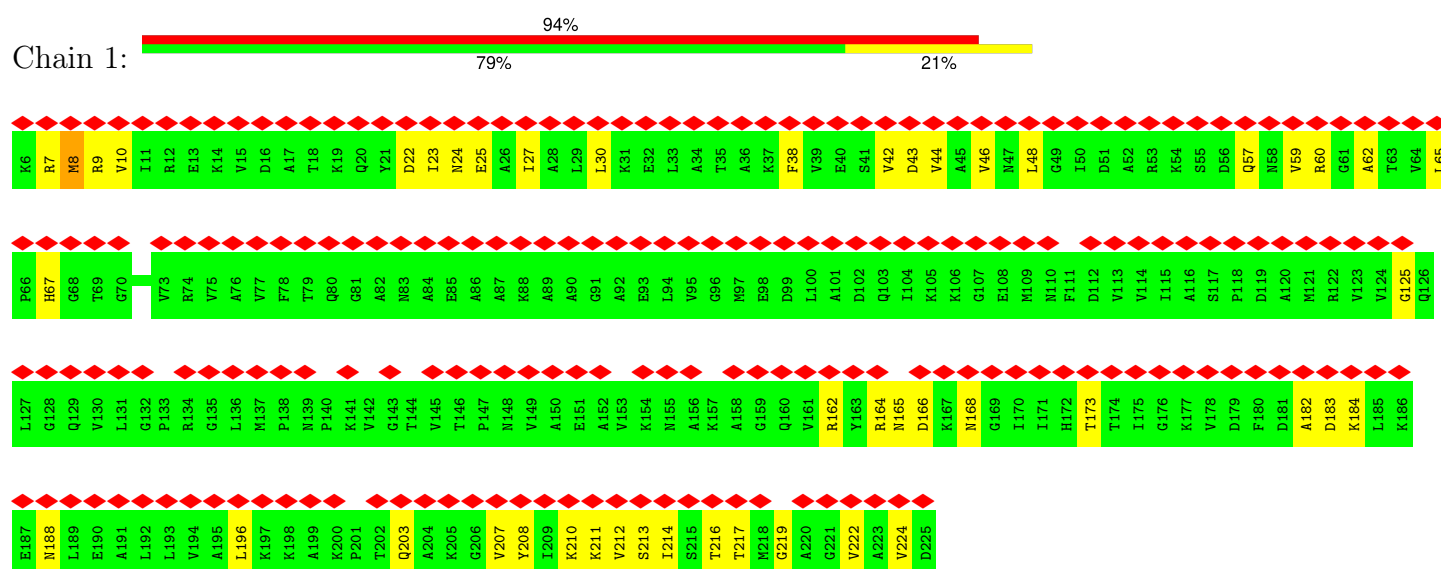 94%
Chain 1:
79% 21%
K6 R7 M8 R9 V10 I11 R12 E13 K14 V15 D16 A17 T18 K19 Q20 Y21 D22 I23 N24 E25 A26 I27 A28 L29 L30 K31 E32 L33 A34 T35 A36 K37 F38 V39 E40 S41 V42 D43 V44 A45 V46 N47 L48 G49 I50 D51 A52 R53 K54 S55 D56 Q57 N58 V59 R60 G61 A62 T63 V64 L65
P66 H67 G68 T69 G70 V73 R74 V75 A76 V77 F78 T79 Q80 G81 A82 N83 A84 E85 A86 A87 K88 A89 A90 G91 A92 E93 L94 V95 G96 M97 E98 D99 L100 A101 D102 Q103 I104 K105 K106 G107 E108 M109 N110 F111 D112 V113 V114 I115 A116 S117 P118 D119 A120 M121 R122 V123 V124 G125 Q126
L127 G128 Q129 V130 L131 G132 P133 R134 G135 L136 M137 P138 N139 P140 K141 V142 G143 T144 V145 T146 P147 N148 V149 A150 E151 A152 V153 K154 N155 A156 K157 A158 G159 Q160 V161 R162 Y163 R164 N165 D166 K167 N168 G169 I170 I171 H172 T173 T174 I175 G176 K177 V178 D179 F180 D181 A182 D183 K184 L185 K186
E187 N188 L189 E190 A191 L192 L193 V194 A195 L196 K197 K198 A199 K200 P201 T202 Q203 A204 K205 G206 V207 Y208 I209 K210 K211 V212 S213 I214 S215 T216 T217 M218 G219 A220 G221 V222 A223 V224 D225